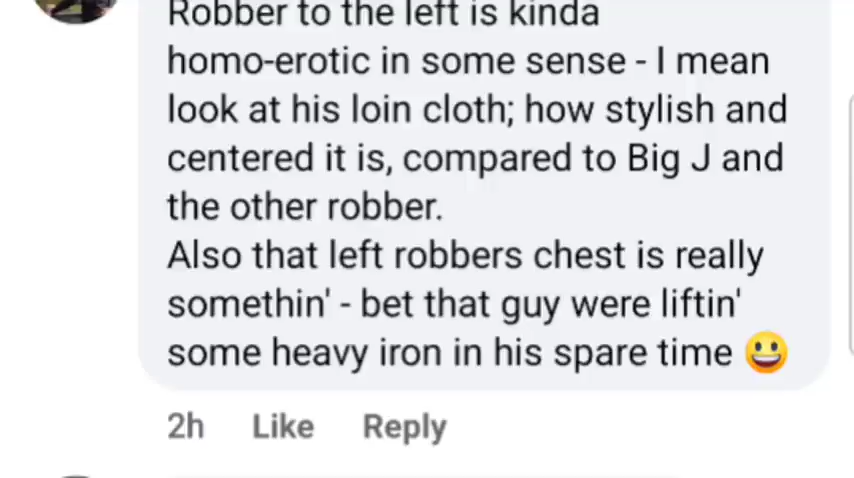 Robber to the left is kinda
homo-erotic in some sense - I mean
look at his loin cloth; how stylish and
centered it is, compared to Big J and
the other robber.
Also that left robbers chest is really
somethin' - bet that guy were liftin'
some heavy iron in his spare time 😃
2h Like Reply